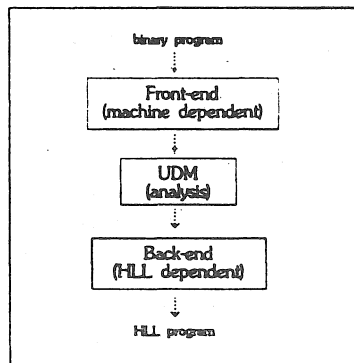 binary program
Front-end
(machine dependent)
UDM
(analysis)
Back-end
(HLL dependent)
HLL program